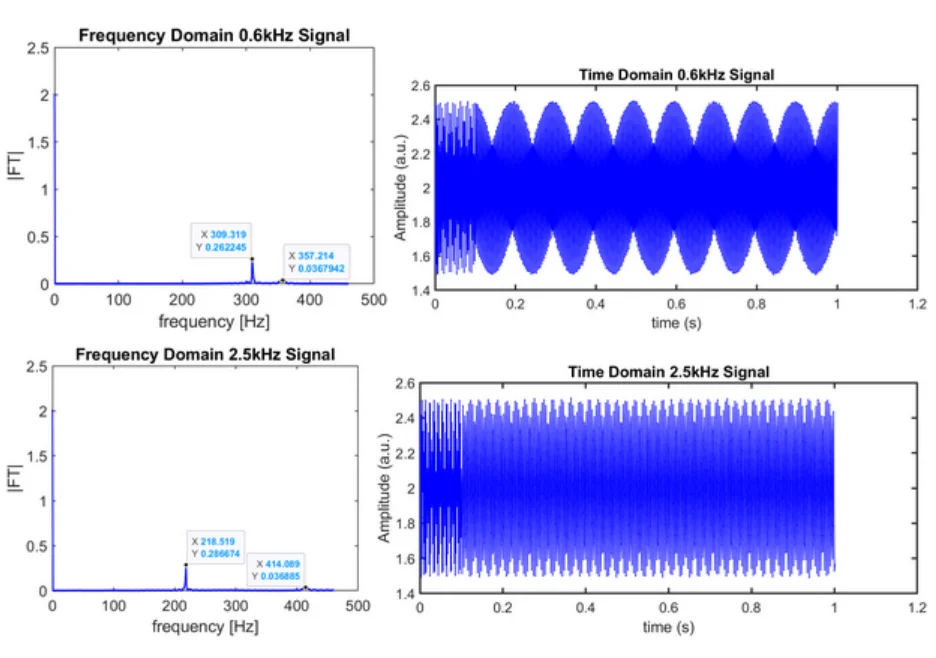 Frequency Domain 0.6kHz Signal
2.5
2
1.5
1
0.5
0
|FT|
X 309.319
Y 0.262245
X 357.214
Y 0.0367942
0 100 200 300 400 500
frequency [Hz]
Time Domain 0.6kHz Signal
2.6
2.4
2.2
2
1.8
1.6
1.4
Amplitude (a.u.)
0 0.2 0.4 0.6 0.8 1 1.2
time (s)
Frequency Domain 2.5kHz Signal
2.5
2
1.5
1
0.5
0
|FT|
X 218.519
Y 0.286674
X 414.089
Y 0.036885
0 100 200 300 400 500
frequency [Hz]
Time Domain 2.5kHz Signal
2.6
2.4
2.2
2
1.8
1.6
1.4
Amplitude (a.u.)
0 0.2 0.4 0.6 0.8 1 1.2
time (s)